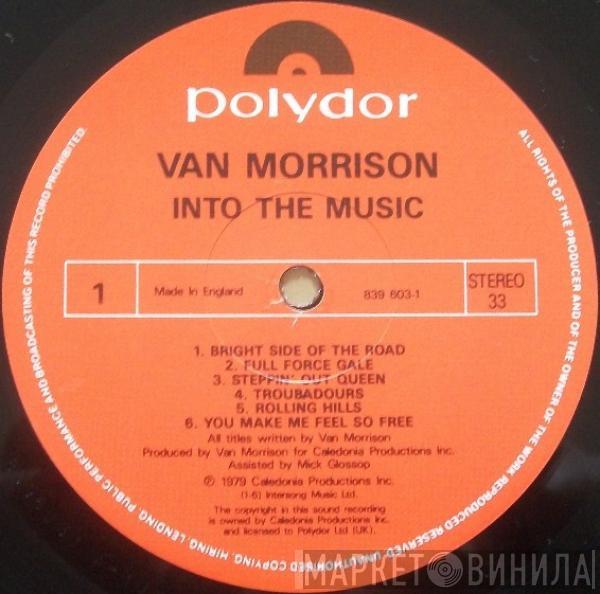 polydor
VAN MORRISON
INTO THE MUSIC
1
Made In England
839 603-1
STEREO
33
1. BRIGHT SIDE OF THE ROAD
2. FULL FORCE GALE
3. STEPPIN' OUT QUEEN
4. TROUBADOURS
5. ROLLING HILLS
6. YOU MAKE ME FEEL SO FREE
All titles written by Van Morrison
Produced by Van Morrison for Caledonia Productions Inc.
Assisted by Mick Glossop
℗ 1979 Caledonia Productions Inc.
(1-6) Intersong Music Ltd.
The copyright in this sound recording
is owned by Caledonia Productions Inc.
and licensed to Polydor Ltd (UK).
ALL RIGHTS OF THE PRODUCER AND OF THE OWNER OF THE WORK REPRODUCED RESERVED. UNAUTHORISED COPYING, HIRING, LENDING, PUBLIC PERFORMANCE AND BROADCASTING OF THIS RECORD PROHIBITED.
МАРКЕТ ВИНИЛА